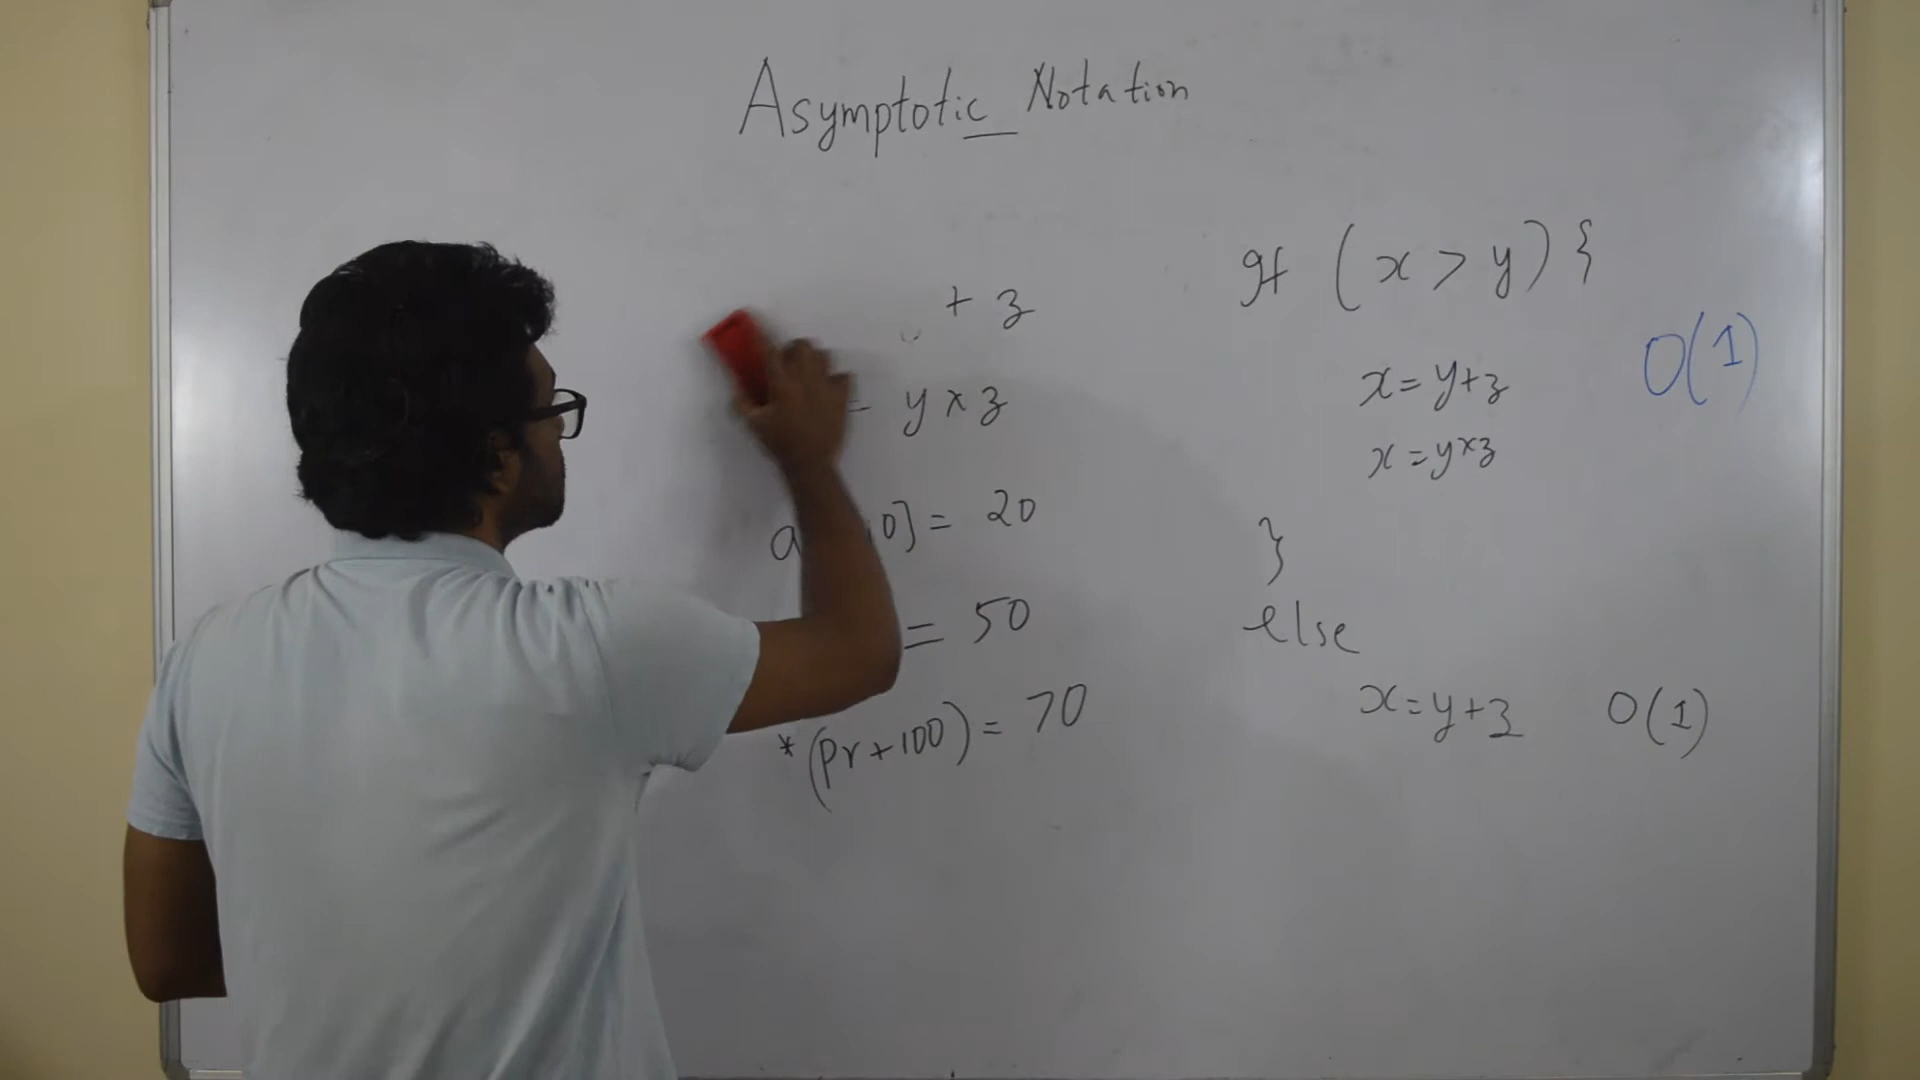 Asymptotic Notation
+ z
= y × z
a 0] = 20
= 50
*(pr+100) = 70
If (x > y) {
x = y+z
x = y×z
O(1)
}
else
x = y+z O(1)